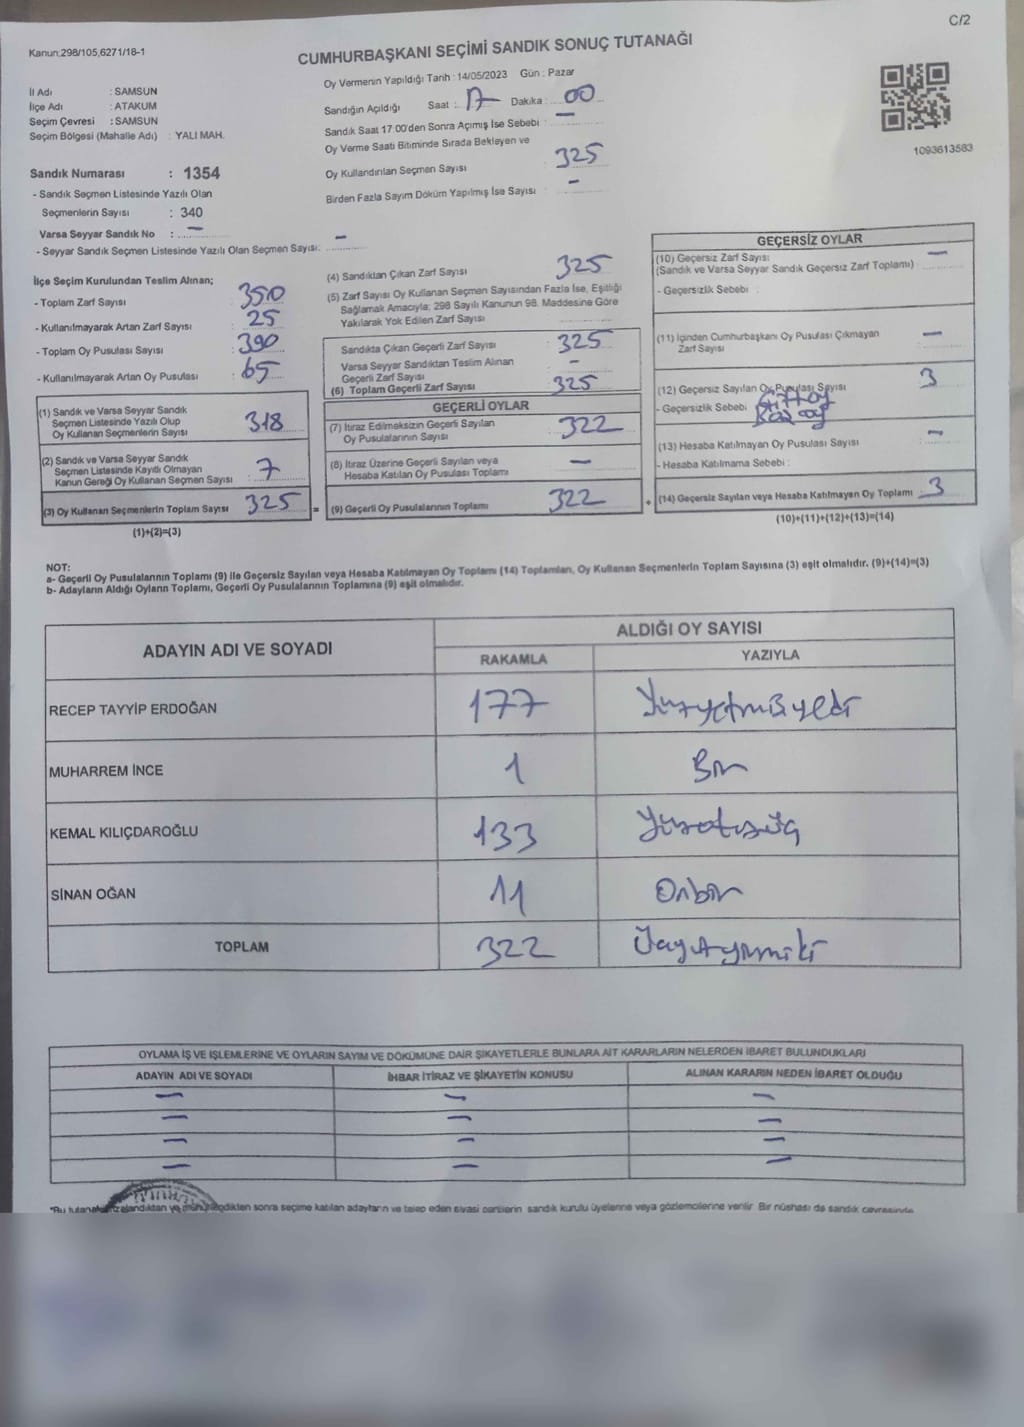 C/2
Kanun:298/105,6271/18-1
CUMHURBAŞKANI SEÇİMİ SANDIK SONUÇ TUTANAĞI
Oy Vermenin Yapıldığı Tarih : 14/05/2023 Gün : Pazar
İl Adı : SAMSUN
İlçe Adı : ATAKUM
Seçim Çevresi : SAMSUN
Seçim Bölgesi (Mahalle Adı) : YALI MAH.
Sandığın Açıldığı Saat : 17 Dakika : 00
Sandık Saat 17.00'den Sonra Açımış İse Sebebi : —
Oy Verme Saati Bitiminde Sırada Bekleyen ve
Oy Kullandırılan Seçmen Sayısı 325
Birden Fazla Sayım Döküm Yapılmış İse Sayısı : —
1093613583
Sandık Numarası : 1354
- Sandık Seçmen Listesinde Yazılı Olan
Seçmenlerin Sayısı : 340
Varsa Seyyar Sandık No : —
- Seyyar Sandık Seçmen Listesinde Yazılı Olan Seçmen Sayısı: —
İlçe Seçim Kurulundan Teslim Alınan;
- Toplam Zarf Sayısı : 350
- Kullanılmayarak Artan Zarf Sayısı : 25
- Toplam Oy Pusulası Sayısı : 390
- Kullanılmayarak Artan Oy Pusulası : 65
(1) Sandık ve Varsa Seyyar Sandık
Seçmen Listesinde Yazılı Olup
Oy Kullanan Seçmenlerin Sayısı 318
(2) Sandık ve Varsa Seyyar Sandık
Seçmen Listesinde Kayıtlı Olmayan
Kanun Gereği Oy Kullanan Seçmen Sayısı 7
(3) Oy Kullanan Seçmenlerin Toplam Sayısı 325 =
(1)+(2)=(3)
(4) Sandıktan Çıkan Zarf Sayısı 325
(5) Zarf Sayısı Oy Kullanan Seçmen Sayısından Fazla İse, Eşitliği
Sağlamak Amacıyla; 298 Sayılı Kanunun 98. Maddesine Göre
Yakılarak Yok Edilen Zarf Sayısı
Sandıkta Çıkan Geçerli Zarf Sayısı : 325
Varsa Seyyar Sandıktan Teslim Alınan
Geçerli Zarf Sayısı : —
(6) Toplam Geçerli Zarf Sayısı 325
GEÇERLİ OYLAR
(7) İtiraz Edilmeksizin Geçerli Sayılan
Oy Pusulalarının Sayısı : 322
(8) İtiraz Üzerine Geçerli Sayılan veya
Hesaba Katılan Oy Pusulası Toplamı : —
(9) Geçerli Oy Pusulalarının Toplamı 322 +
GEÇERSİZ OYLAR
(10) Geçersiz Zarf Sayısı
(Sandık ve Varsa Seyyar Sandık Geçersiz Zarf Toplamı) : —
- Geçersizlik Sebebi :
(11) İçinden Cumhurbaşkanı Oy Pusulası Çıkmayan
Zarf Sayısı —
(12) Geçersiz Sayılan Oy Pusulası Sayısı 3
- Geçersizlik Sebebi
(13) Hesaba Katılmayan Oy Pusulası Sayısı : —
- Hesaba Katılmama Sebebi :
(14) Geçersiz Sayılan veya Hesaba Katılmayan Oy Toplamı 3
(10)+(11)+(12)+(13)=(14)
NOT:
a- Geçerli Oy Pusulalarının Toplamı (9) ile Geçersiz Sayılan veya Hesaba Katılmayan Oy Toplamı (14) Toplamları, Oy Kullanan Seçmenlerin Toplam Sayısına (3) eşit olmalıdır. (9)+(14)=(3)
b- Adayların Aldığı Oyların Toplamı, Geçerli Oy Pusulalarının Toplamına (9) eşit olmalıdır.
ADAYIN ADI VE SOYADI ALDIĞI OY SAYISI
RAKAMLA YAZIYLA
RECEP TAYYİP ERDOĞAN 177 Yüzyetmişyedi
MUHARREM İNCE 1 Bir
KEMAL KILIÇDAROĞLU 133 Yüzotuzüç
SİNAN OĞAN 11 Onbir
TOPLAM 322 Üçyüzyirmiiki
OYLAMA İŞ VE İŞLEMLERİNE VE OYLARIN SAYIM VE DÖKÜMÜNE DAİR ŞİKAYETLERLE BUNLARA AİT KARARLARIN NELERDEN İBARET BULUNDUKLARI
ADAYIN ADI VE SOYADI İHBAR İTİRAZ VE ŞİKAYETİN KONUSU ALINAN KARARIN NEDEN İBARET OLDUĞU
— — —
— — —
— — —
— — —
sonra seçime katılan adayların ve talep eden siyasi partilerin sandık kurulu üyelerine veya gözlemcilerine verilir. Bir nüshası da sandık çevresinde